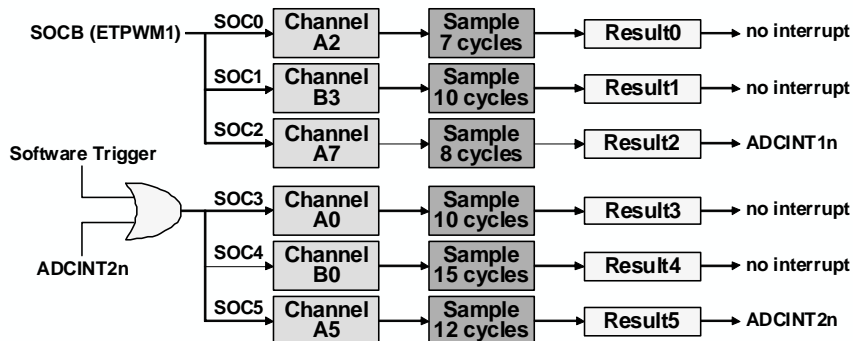 SOCB (ETPWM1)
SOC0
Channel
A2
Sample
7 cycles
Result0
no interrupt
SOC1
Channel
B3
Sample
10 cycles
Result1
no interrupt
SOC2
Channel
A7
Sample
8 cycles
Result2
ADCINT1n
Software Trigger
ADCINT2n
SOC3
Channel
A0
Sample
10 cycles
Result3
no interrupt
SOC4
Channel
B0
Sample
15 cycles
Result4
no interrupt
SOC5
Channel
A5
Sample
12 cycles
Result5
ADCINT2n